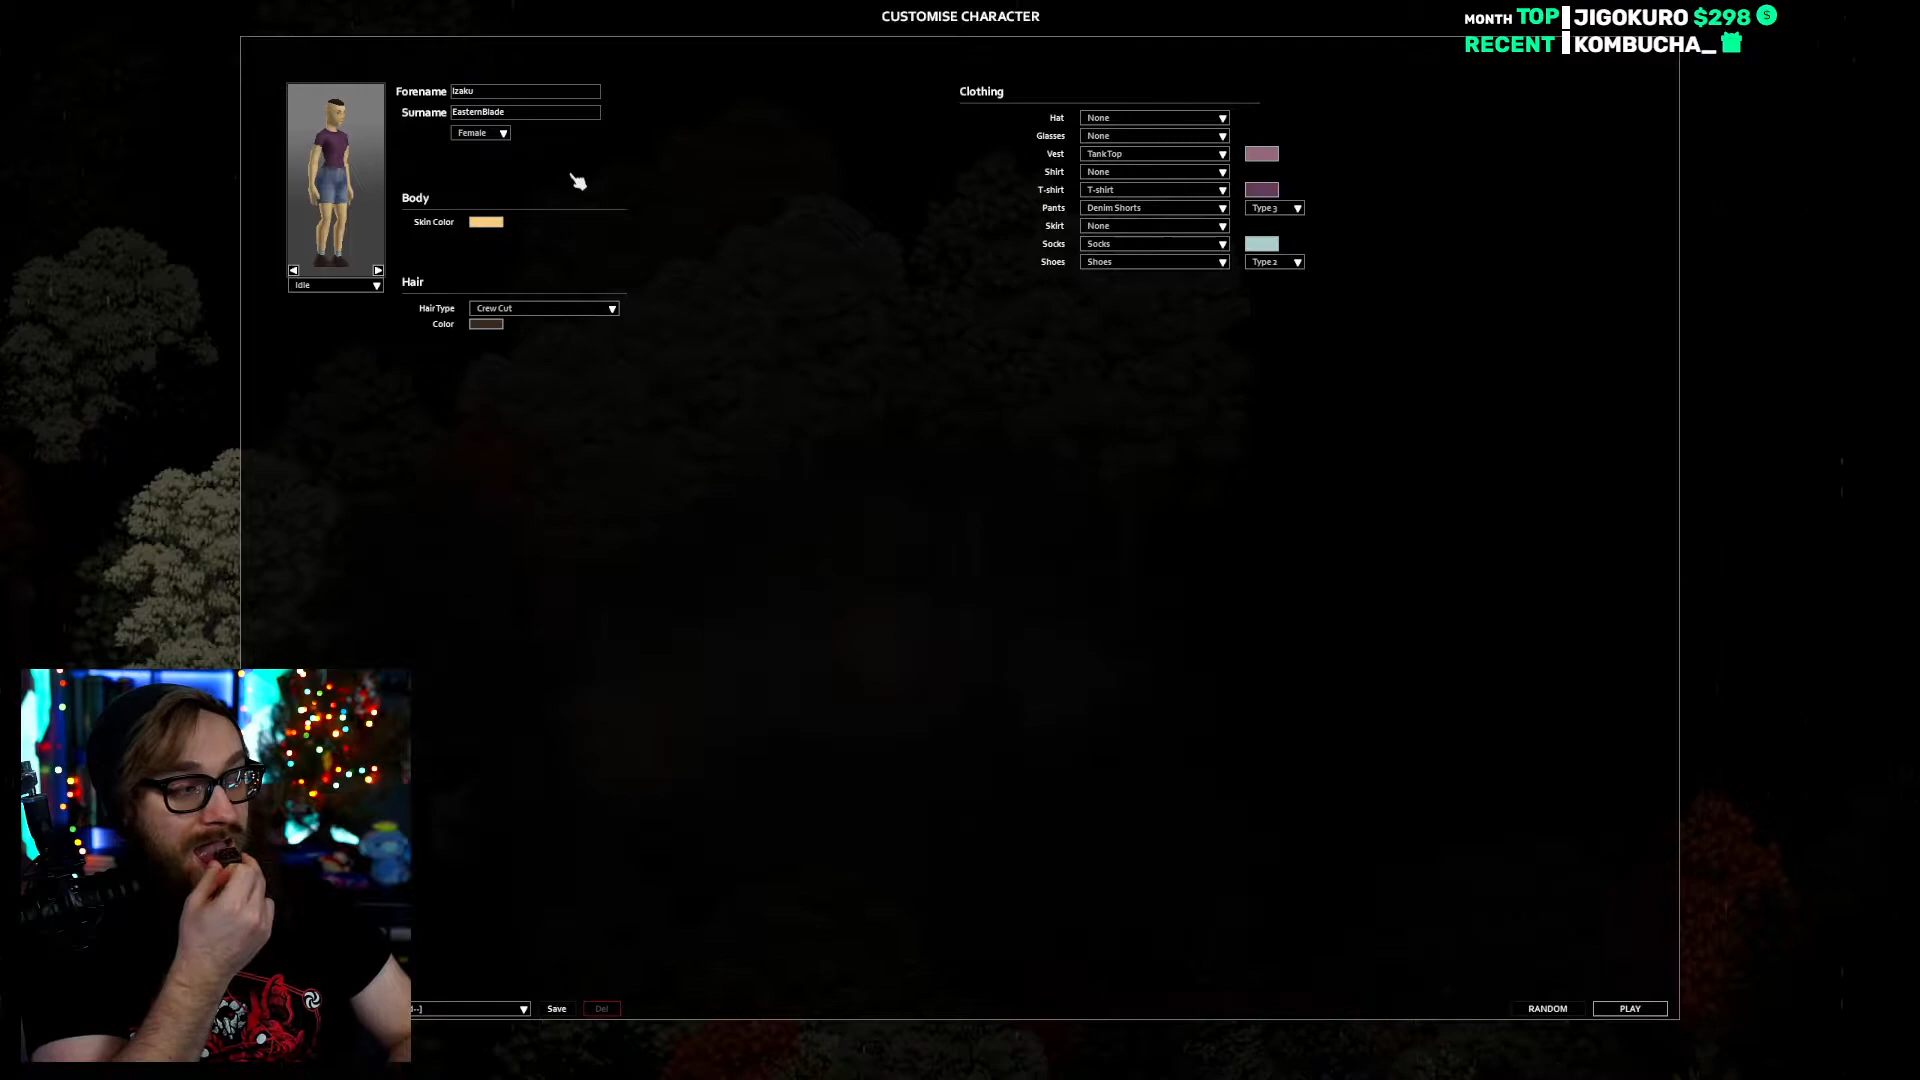 CUSTOMISE CHARACTER
MONTH TOP JIGOKURO $298
RECENT KOMBUCHA_
Forename Izaku
Surname EasternBlade
Female
Body
Skin Color
Idle
Hair
Hair Type Crew Cut
Color
Clothing
Hat None
Glasses None
Vest TankTop
Shirt None
T-shirt T-shirt
Pants Denim Shorts Type 3
Skirt None
Socks Socks
Shoes Shoes Type 2
Save Del
RANDOM PLAY